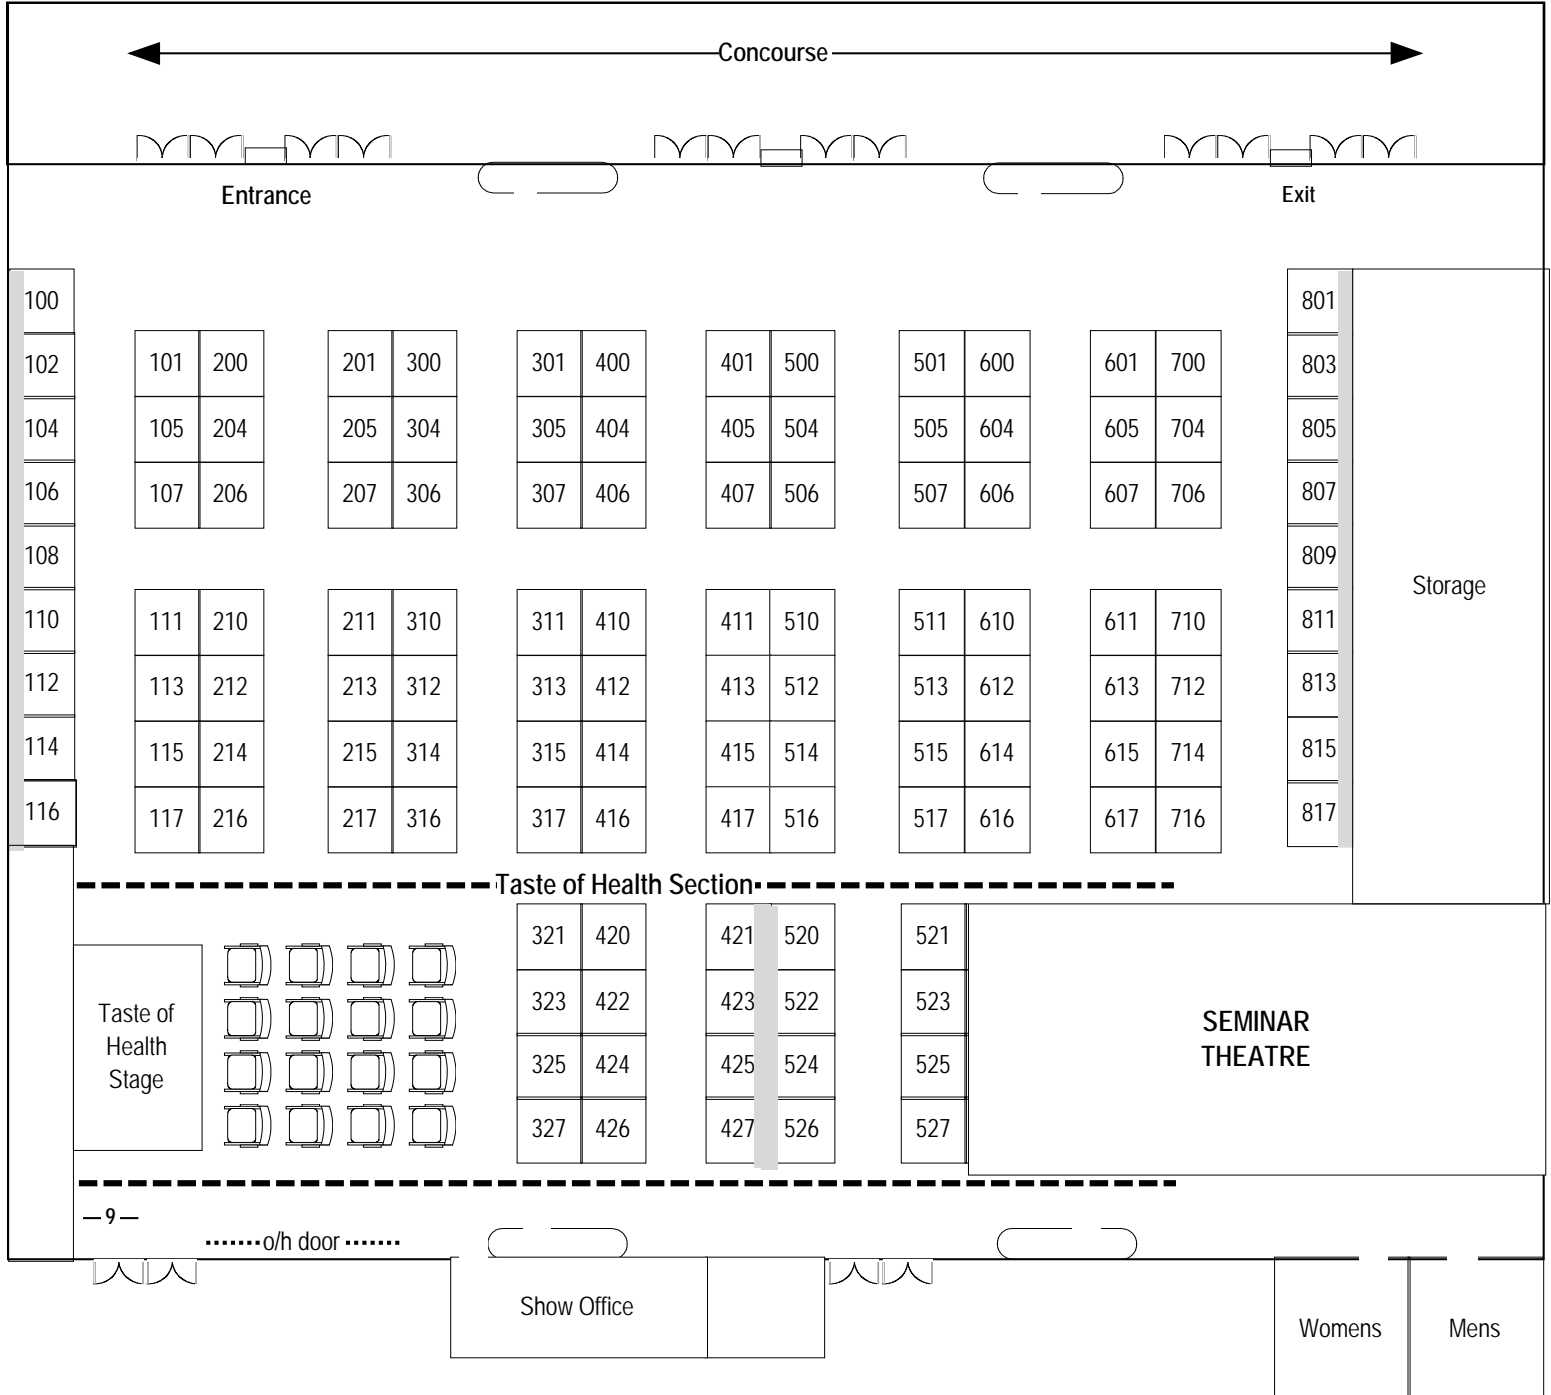 Concourse
Entrance
Exit
100
801
102
101 200 201 300 301 400 401 500 501 600 601 700
803
104
105 204 205 304 305 404 405 504 505 604 605 704
805
106
107 206 207 306 307 406 407 506 507 606 607 706
807
108
809
Storage
110
111 210 211 310 311 410 411 510 511 610 611 710
811
112
113 212 213 312 313 412 413 512 513 612 613 712
813
114
115 214 215 314 315 414 415 514 515 614 615 714
815
116
117 216 217 316 317 416 417 516 517 616 617 716
817
Taste of Health Section
321 420 421 520 521
323 422 423 522 523
325 424 425 524 525
327 426 427 526 527
Taste of
Health
Stage
SEMINAR
THEATRE
9
o/h door
Show Office
Womens
Mens